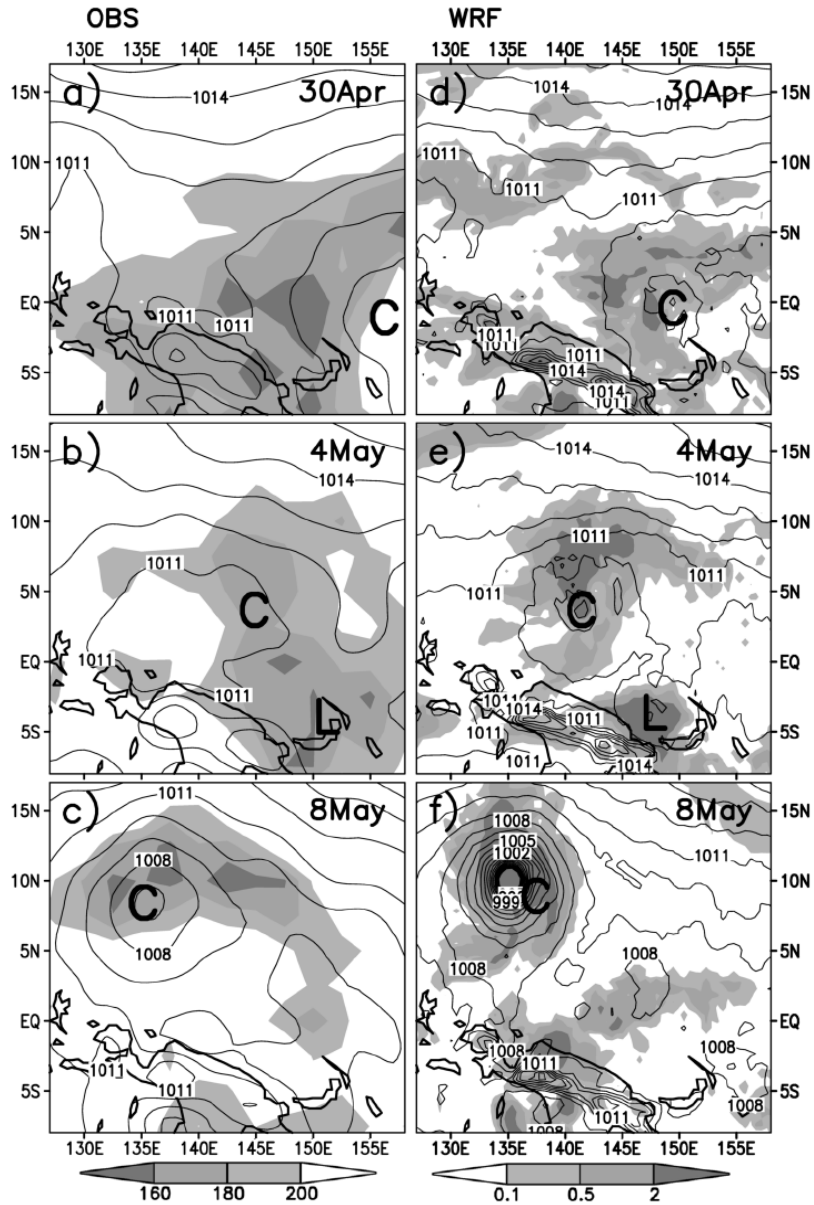 OBS WRF
130E 135E 140E 145E 150E 155E 130E 135E 140E 145E 150E 155E
a) 30Apr d) 30Apr
15N 1014 1014 15N
10N 1011 1011 1011 1011 10N
5N 5N
EQ C C EQ
1011 1011 1011 1011 1011
5S 1014 1014 1011 5S
b) 4May e) 4May
15N 1014 1014 15N
10N 1011 1011 10N
5N 1011 1011 5N
C C
EQ 1011 EQ
1011 1011 1014
5S L 1011 L 5S
1011 1011 1014
c) 8May f) 8May
15N 1011 1008 15N
1008 1005 1002 1011
10N C C 999 10N
5N 1008 1008 1008 5N
EQ EQ
1008 1008
1011 1011 1011
5S 1011 1008 5S
1008
130E 135E 140E 145E 150E 155E 130E 135E 140E 145E 150E 155E
160 180 200 0.1 0.5 2